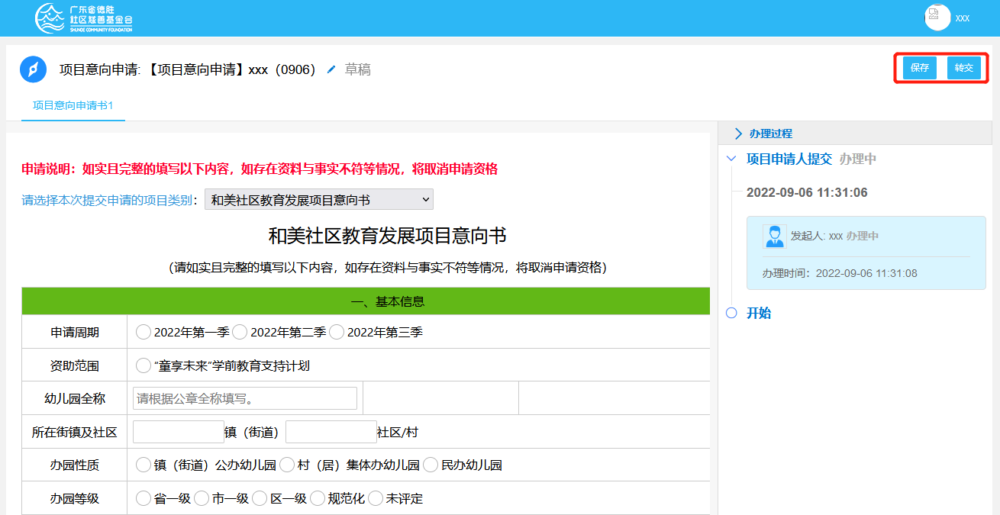 广东省德胜
社区慈善基金会
SHUNDE COMMUNITY FOUNDATION
xxx
项目意向申请: 【项目意向申请】xxx（0906） 草稿
保存 转交
项目意向申请书1
申请说明：如实且完整的填写以下内容，如存在资料与事实不符等情况，将取消申请资格
请选择本次提交申请的项目类别： 和美社区教育发展项目意向书
和美社区教育发展项目意向书
（请如实且完整的填写以下内容，如存在资料与事实不符等情况，将取消申请资格）
一、基本信息
申请周期 2022年第一季 2022年第二季 2022年第三季
资助范围 “童享未来”学前教育支持计划
幼儿园全称 请根据公章全称填写。
所在街镇及社区 镇（街道） 社区/村
办园性质 镇（街道）公办幼儿园 村（居）集体办幼儿园 民办幼儿园
办园等级 省一级 市一级 区一级 规范化 未评定
办理过程
项目申请人提交 办理中
2022-09-06 11:31:06
发起人: xxx 办理中
办理时间：2022-09-06 11:31:08
开始